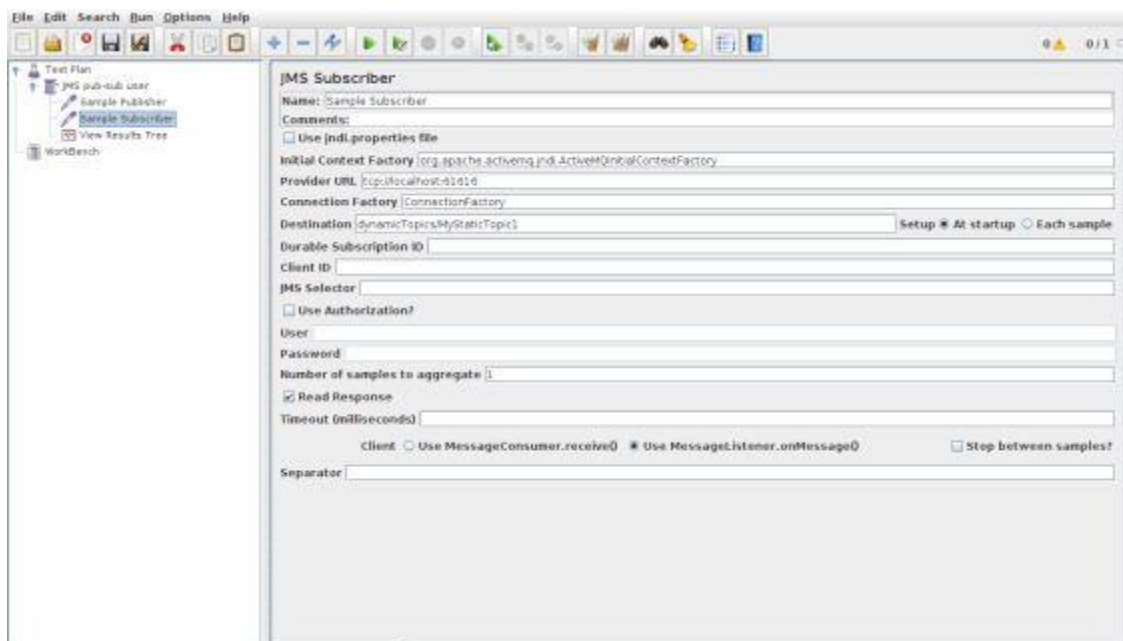 File Edit Search Run Options Help
0 0/1
Test Plan
JMS pub-sub user
Sample Publisher
Sample Subscriber
View Results Tree
WorkBench
JMS Subscriber
Name: Sample Subscriber
Comments:
Use jndi.properties file
Initial Context Factory org.apache.activemq.jndi.ActiveMQInitialContextFactory
Provider URL tcp://localhost:61616
Connection Factory ConnectionFactory
Destination dynamicTopics/MyStaticTopic1 Setup At startup Each sample
Durable Subscription ID
Client ID
JMS Selector
Use Authorization?
User
Password
Number of samples to aggregate 1
Read Response
Timeout (milliseconds)
Client Use MessageConsumer.receive() Use MessageListener.onMessage() Stop between samples?
Separator